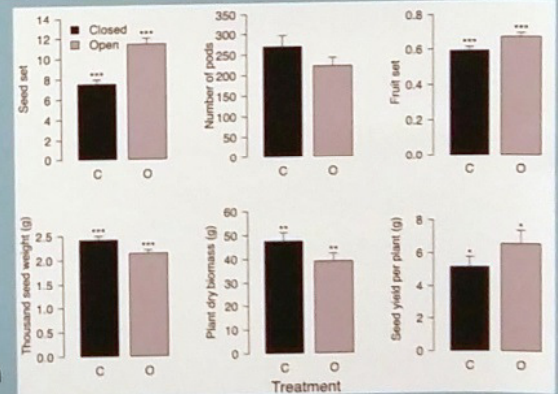 Closed
Open
Seed set
14
12
10
8
6
4
2
0
***
***
C
O
Number of pods
350
300
250
200
150
100
50
0
C
O
Fruit set
0.8
0.6
0.4
0.2
0.0
***
***
C
O
Thousand seed weight (g)
2.5
2.0
1.5
1.0
0.5
0.0
***
***
C
O
Plant dry biomass (g)
60
50
40
30
20
10
0
**
**
C
O
Seed yield per plant (g)
8
6
4
2
0
*
*
C
O
Treatment